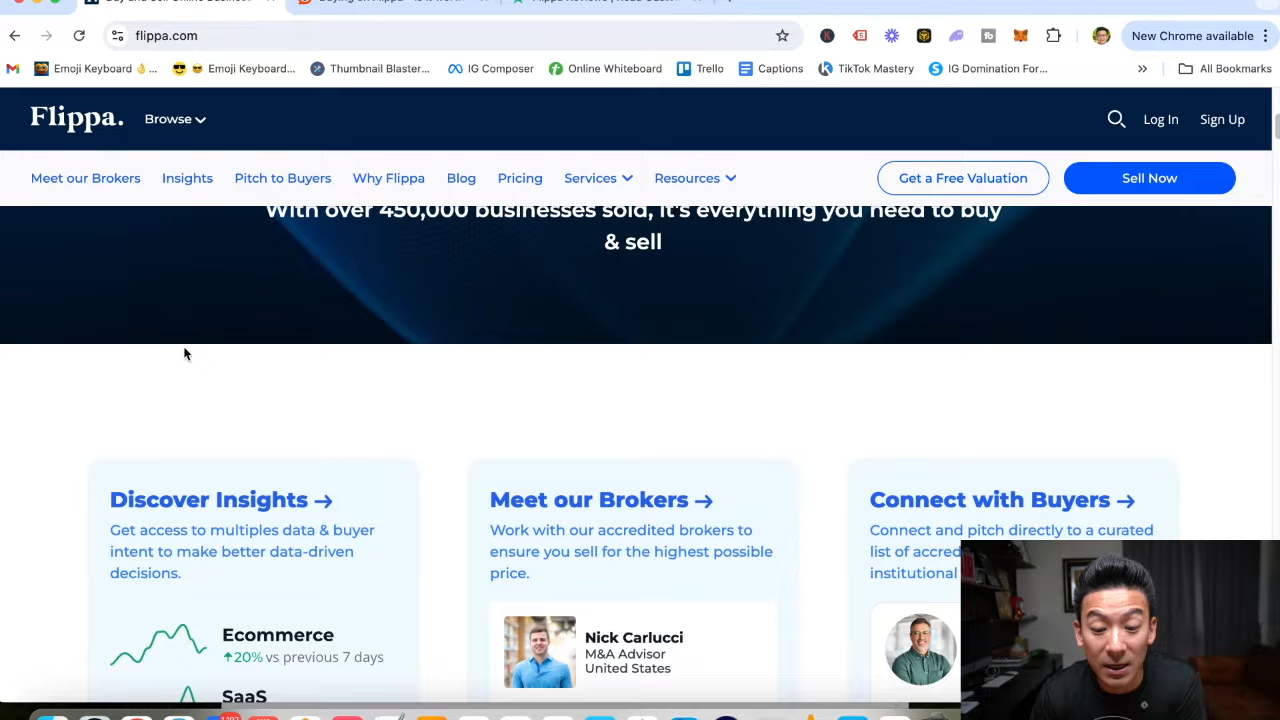 flippa.com
New Chrome available
Emoji Keyboard 👌...
😎 Emoji Keyboard...
Thumbnail Blaster...
IG Composer
Online Whiteboard
Trello
Captions
TikTok Mastery
IG Domination For...
All Bookmarks
Flippa.
Browse
Log In
Sign Up
Meet our Brokers
Insights
Pitch to Buyers
Why Flippa
Blog
Pricing
Services
Resources
Get a Free Valuation
Sell Now
With over 450,000 businesses sold, it's everything you need to buy
& sell
Discover Insights →
Get access to multiples data & buyer
intent to make better data-driven
decisions.
Ecommerce
20% vs previous 7 days
SaaS
Meet our Brokers →
Work with our accredited brokers to
ensure you sell for the highest possible
price.
Nick Carlucci
M&A Advisor
United States
Connect with Buyers →
Connect and pitch directly to a curated
list of accred
institutional